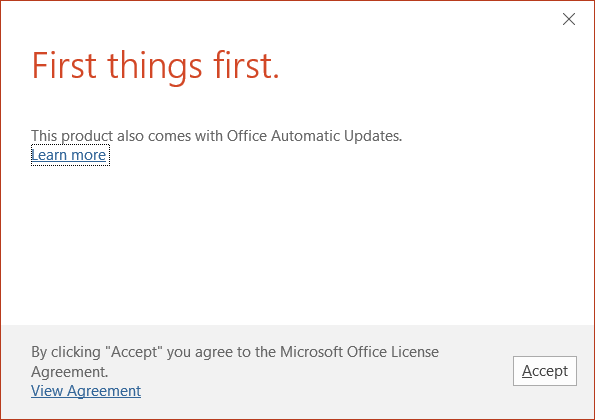 First things first.
This product also comes with Office Automatic Updates.
Learn more
By clicking "Accept" you agree to the Microsoft Office License
Agreement.
View Agreement
Accept